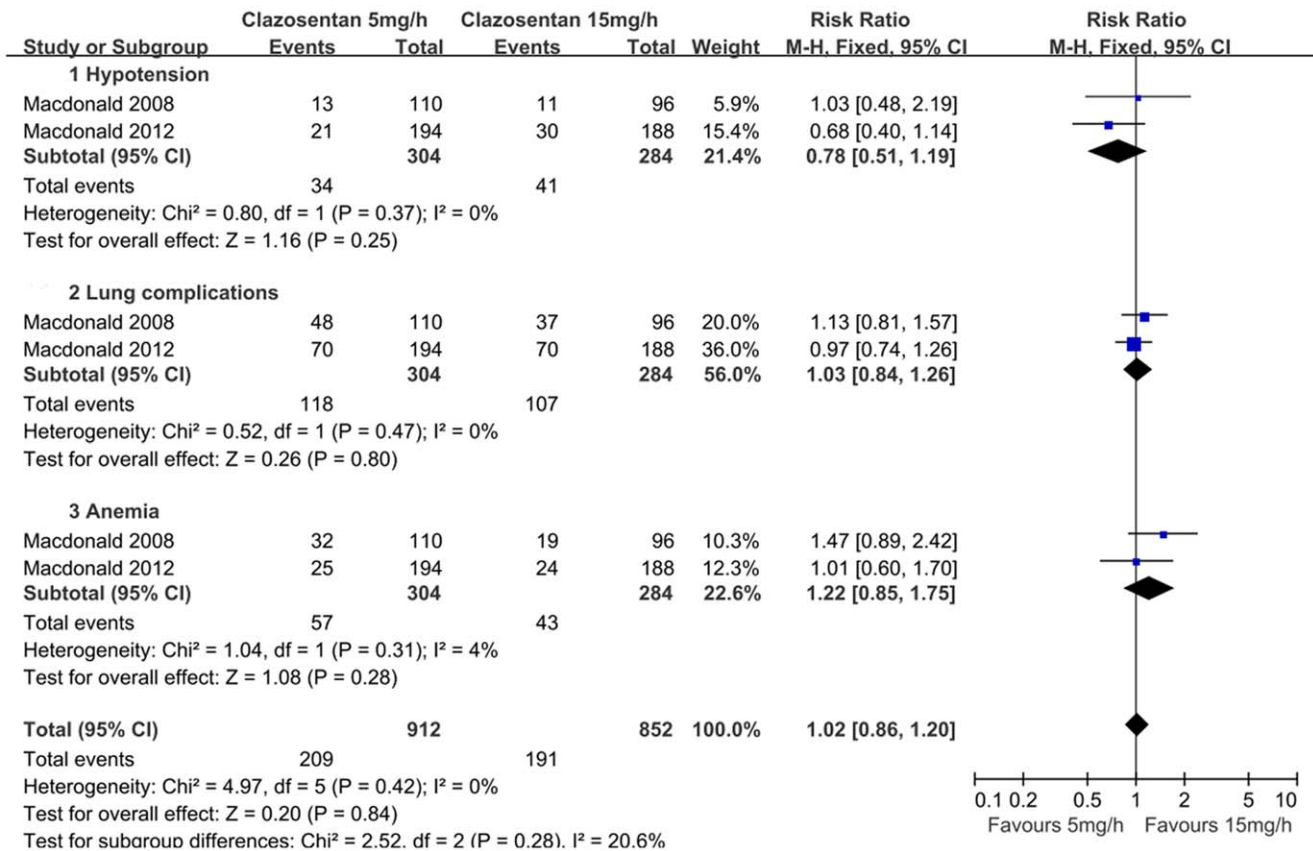 Clazosentan 5mg/h Clazosentan 15mg/h Risk Ratio Risk Ratio
Study or Subgroup Events Total Events Total Weight M-H, Fixed, 95% CI M-H, Fixed, 95% CI
1 Hypotension
Macdonald 2008 13 110 11 96 5.9% 1.03 [0.48, 2.19]
Macdonald 2012 21 194 30 188 15.4% 0.68 [0.40, 1.14]
Subtotal (95% CI) 304 284 21.4% 0.78 [0.51, 1.19]
Total events 34 41
Heterogeneity: Chi² = 0.80, df = 1 (P = 0.37); I² = 0%
Test for overall effect: Z = 1.16 (P = 0.25)
2 Lung complications
Macdonald 2008 48 110 37 96 20.0% 1.13 [0.81, 1.57]
Macdonald 2012 70 194 70 188 36.0% 0.97 [0.74, 1.26]
Subtotal (95% CI) 304 284 56.0% 1.03 [0.84, 1.26]
Total events 118 107
Heterogeneity: Chi² = 0.52, df = 1 (P = 0.47); I² = 0%
Test for overall effect: Z = 0.26 (P = 0.80)
3 Anemia
Macdonald 2008 32 110 19 96 10.3% 1.47 [0.89, 2.42]
Macdonald 2012 25 194 24 188 12.3% 1.01 [0.60, 1.70]
Subtotal (95% CI) 304 284 22.6% 1.22 [0.85, 1.75]
Total events 57 43
Heterogeneity: Chi² = 1.04, df = 1 (P = 0.31); I² = 4%
Test for overall effect: Z = 1.08 (P = 0.28)
Total (95% CI) 912 852 100.0% 1.02 [0.86, 1.20]
Total events 209 191
Heterogeneity: Chi² = 4.97, df = 5 (P = 0.42); I² = 0%
Test for overall effect: Z = 0.20 (P = 0.84)
Test for subgroup differences: Chi² = 2.52, df = 2 (P = 0.28), I² = 20.6%
0.1 0.2 0.5 1 2 5 10
Favours 5mg/h Favours 15mg/h